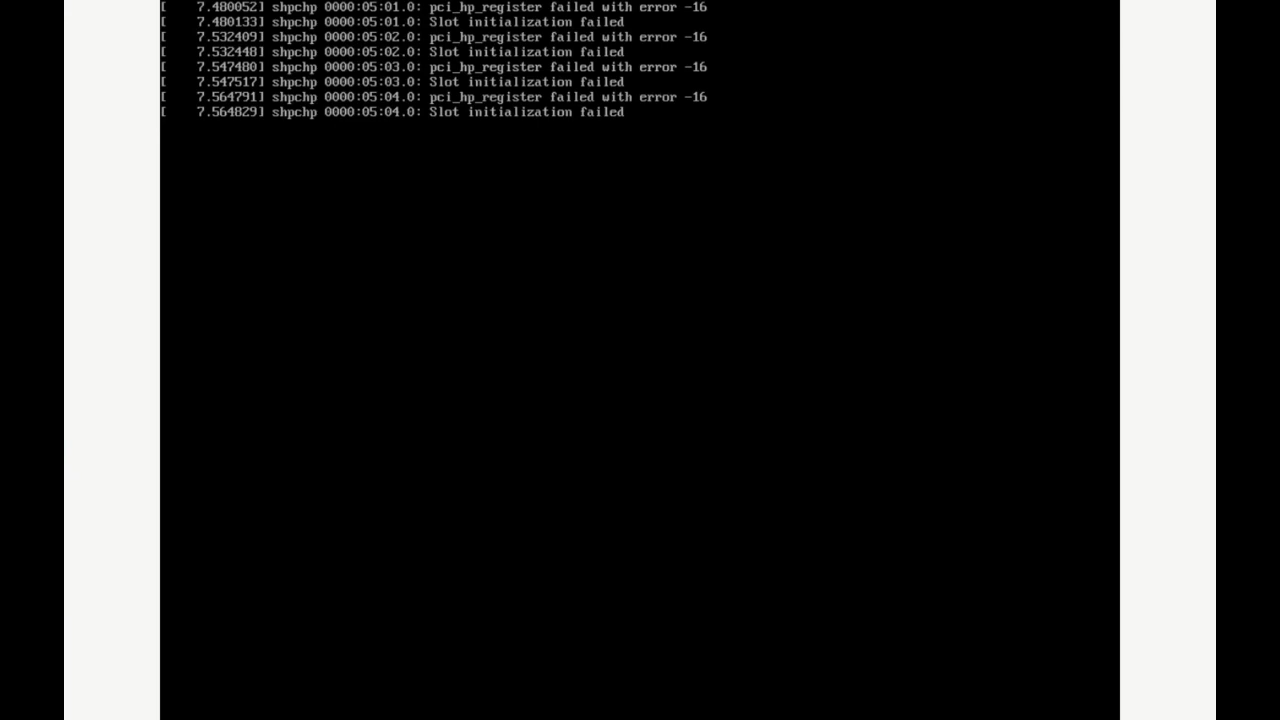 [    7.480052] shpchp 0000:05:01.0: pci_hp_register failed with error -16
[    7.480133] shpchp 0000:05:01.0: Slot initialization failed
[    7.532409] shpchp 0000:05:02.0: pci_hp_register failed with error -16
[    7.532448] shpchp 0000:05:02.0: Slot initialization failed
[    7.547480] shpchp 0000:05:03.0: pci_hp_register failed with error -16
[    7.547517] shpchp 0000:05:03.0: Slot initialization failed
[    7.564791] shpchp 0000:05:04.0: pci_hp_register failed with error -16
[    7.564829] shpchp 0000:05:04.0: Slot initialization failed